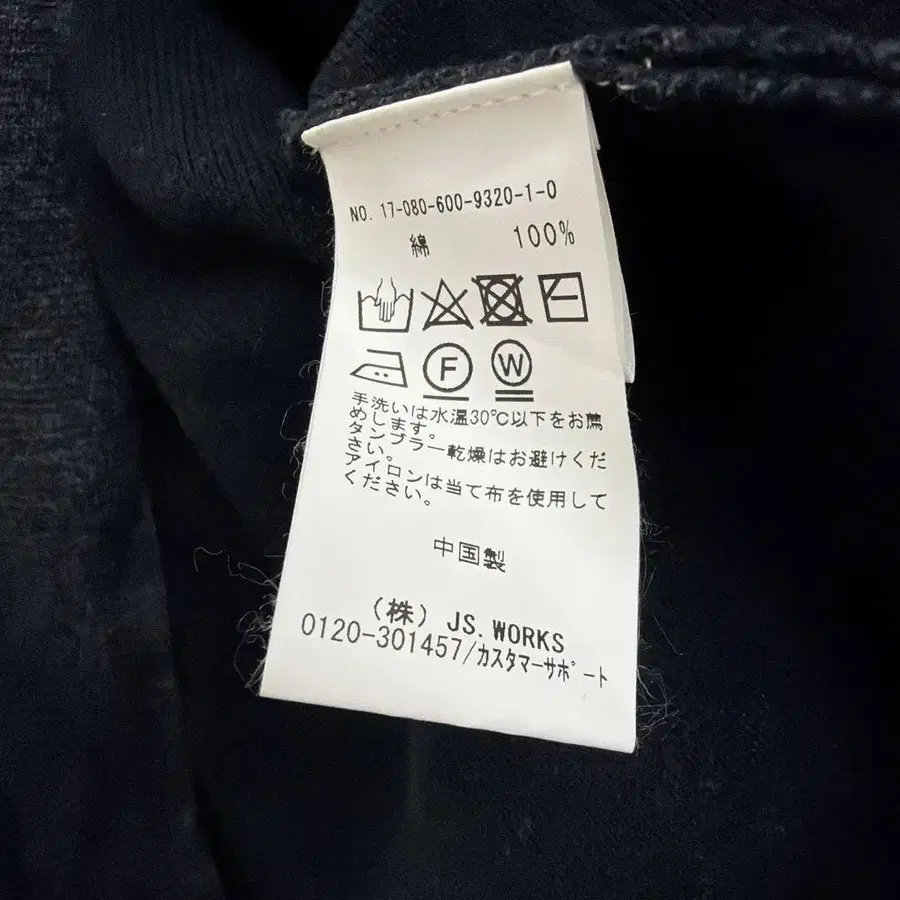 NO. 17-080-600-9320-1-0
綿 100%
F W
手洗いは水温30℃以下をお薦
めします。
タンブラー乾燥はお避けくだ
さい。
アイロンは当て布を使用して
ください。
中国製
(株) JS.WORKS
0120-301457/カスタマーサポート